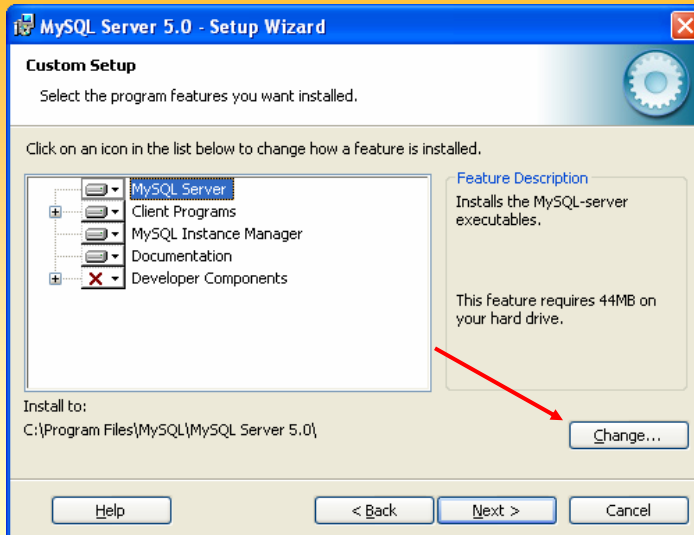 MySQL Server 5.0 - Setup Wizard
Custom Setup
Select the program features you want installed.
Click on an icon in the list below to change how a feature is installed.
MySQL Server
Client Programs
MySQL Instance Manager
Documentation
Developer Components
Feature Description
Installs the MySQL-server
executables.
This feature requires 44MB on
your hard drive.
Install to:
C:\Program Files\MySQL\MySQL Server 5.0\
Change...
Help
< Back
Next >
Cancel